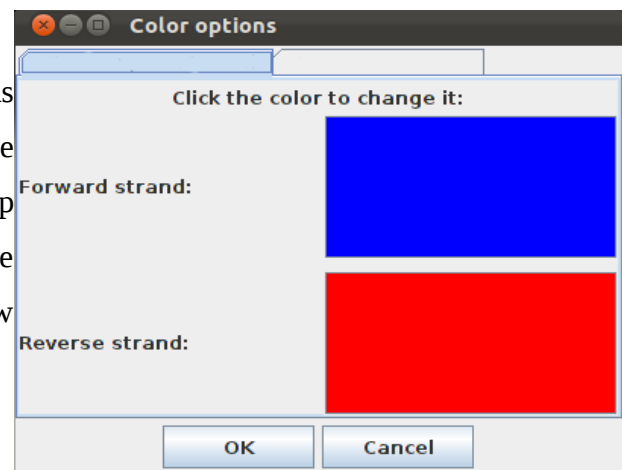 Color options
Click the color to change it:
Forward strand:
Reverse strand:
OK
Cancel